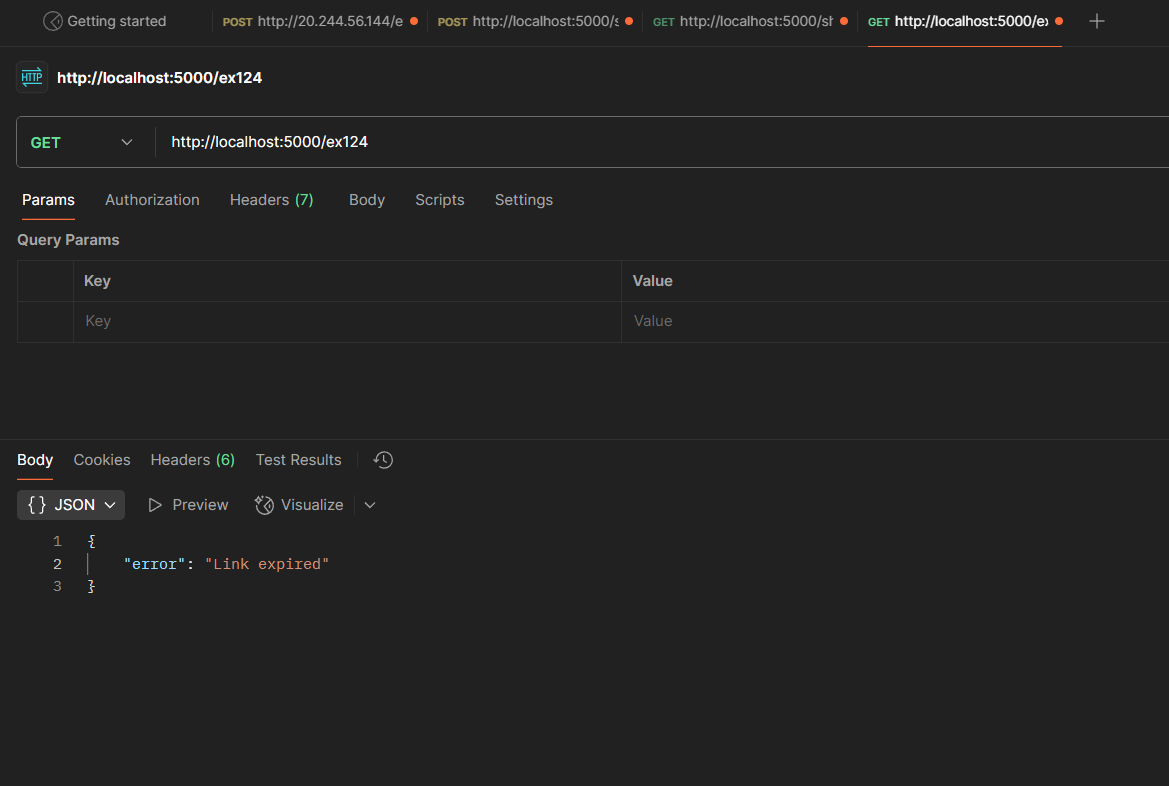 Getting started POST http://20.244.56.144/e POST http://localhost:5000/s GET http://localhost:5000/sh GET http://localhost:5000/ex
HTTP http://localhost:5000/ex124
GET http://localhost:5000/ex124
Params Authorization Headers (7) Body Scripts Settings
Query Params
Key Value
Key Value
Body Cookies Headers (6) Test Results
{ } JSON Preview Visualize
1 {
2 "error": "Link expired"
3 }